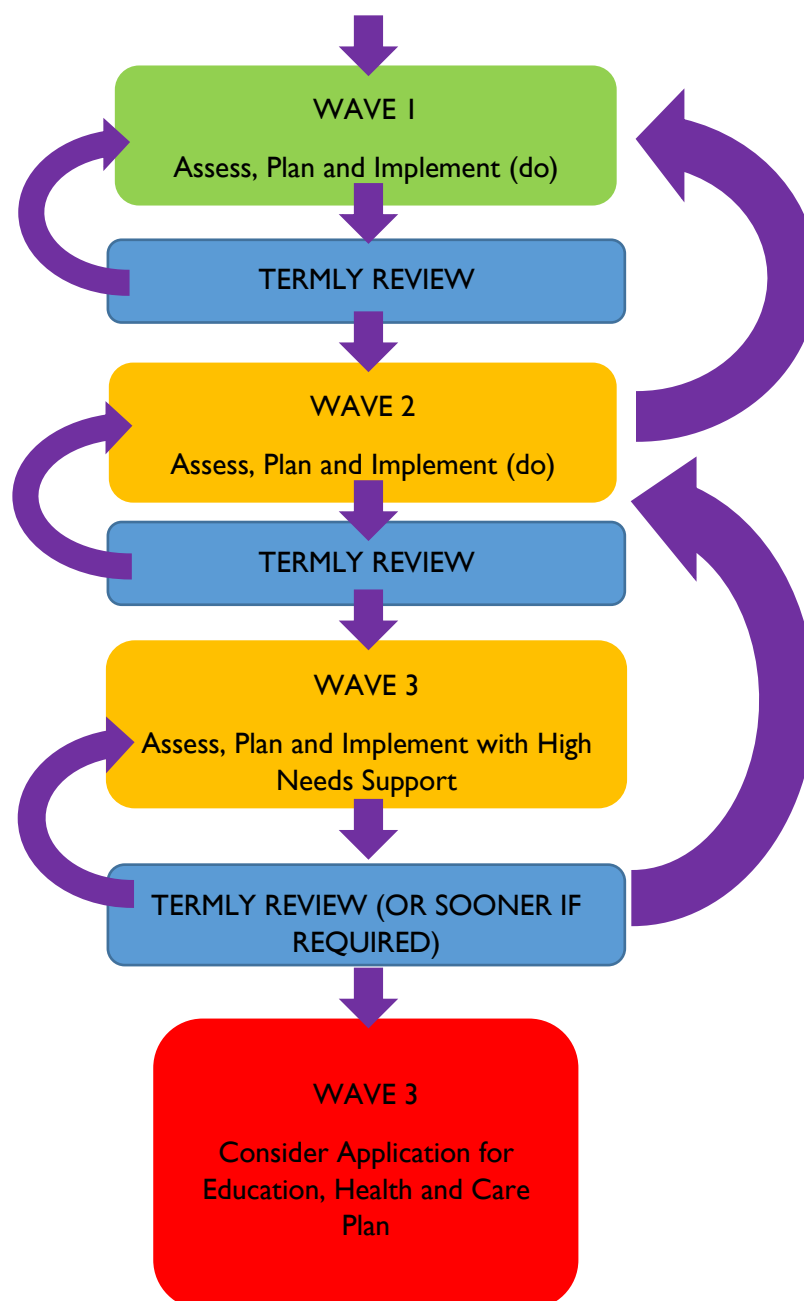 WAVE 1
Assess, Plan and Implement (do)
TERMLY REVIEW
WAVE 2
Assess, Plan and Implement (do)
TERMLY REVIEW
WAVE 3
Assess, Plan and Implement with High
Needs Support
TERMLY REVIEW (OR SOONER IF
REQUIRED)
WAVE 3
Consider Application for
Education, Health and Care
Plan